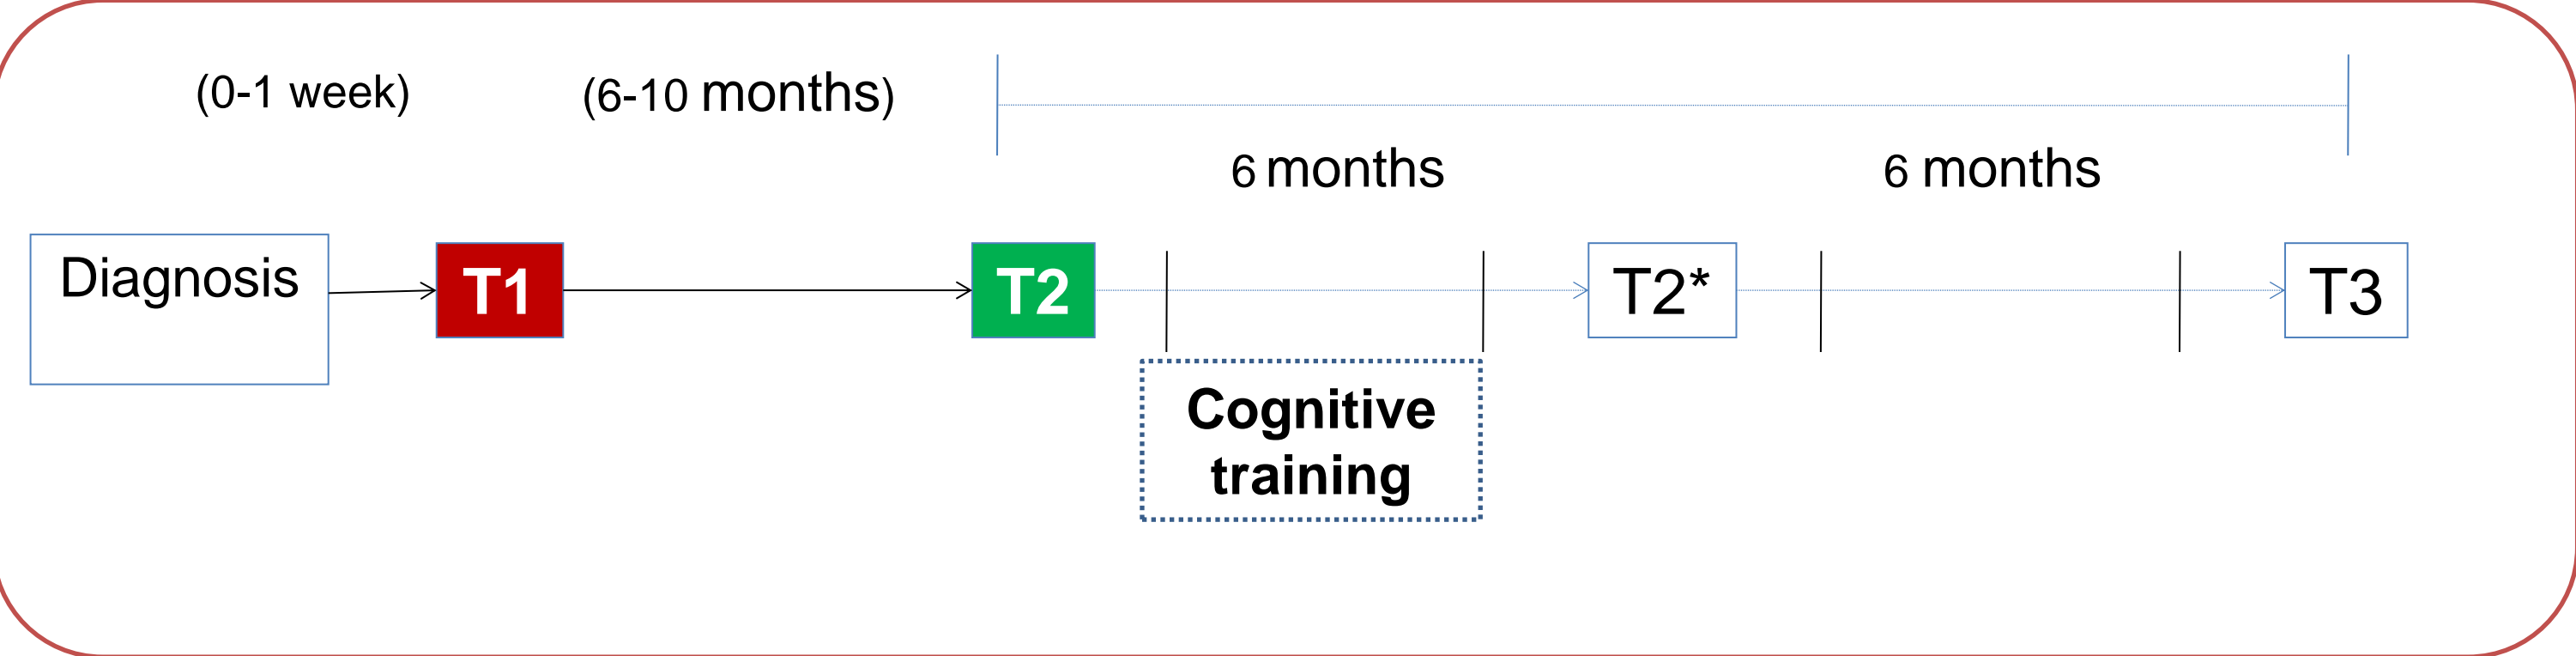 (0-1 week)
(6-10 months)
6 months
6 months
Diagnosis
T1
T2
T2*
T3
Cognitive
training